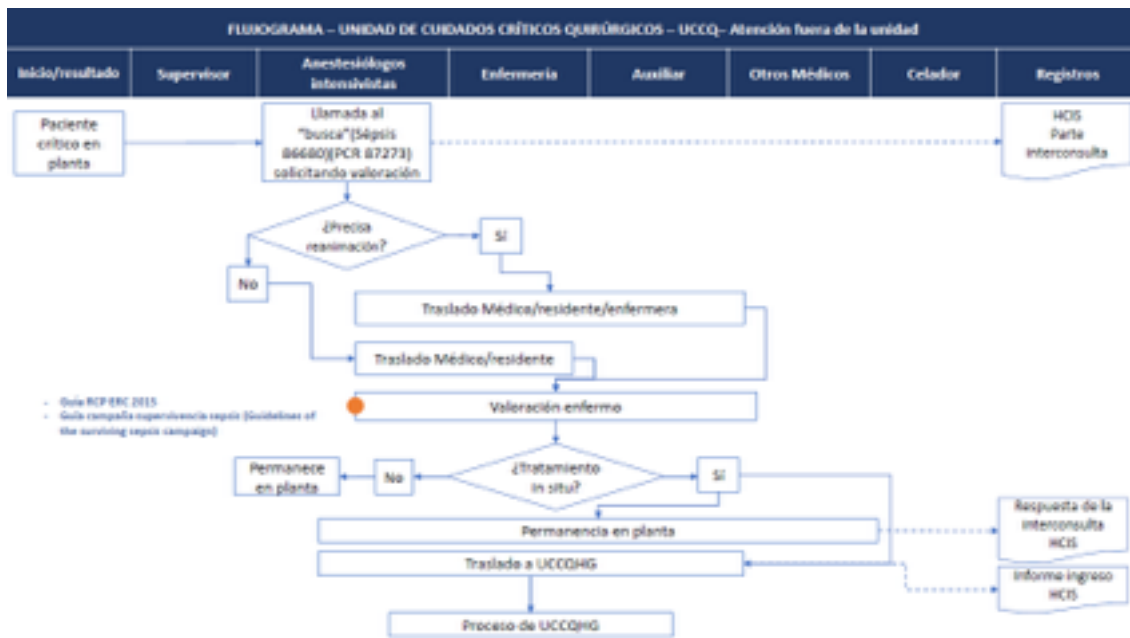 FLUJOGRAMA – UNIDAD DE CUIDADOS CRÍTICOS QUIRÚRGICOS – UCCQ– Atención fuera de la unidad
Inicio/resultado
Supervisor
Anestesiólogos
intensivistas
Enfermería
Auxiliar
Otros Médicos
Celador
Registros
Paciente
crítico en
planta
Llamada al
"busca"(Sépsis
86680)(PCR 87273)
solicitando valoración
HCIS
Parte
interconsulta
¿Precisa
reanimación?
Sí
No
Traslado Médico/residente/enfermera
Traslado Médico/residente
- Guía RCP ERC 2015
- Guía campaña supervivencia sepsis (Guidelines of
the surviving sepsis campaign)
Valoración enfermo
¿Tratamiento
in situ?
Sí
No
Permanece
en planta
Permanencia en planta
Respuesta de la
interconsulta
HCIS
Traslado a UCCQHG
Informe ingreso
HCIS
Proceso de UCCQHG